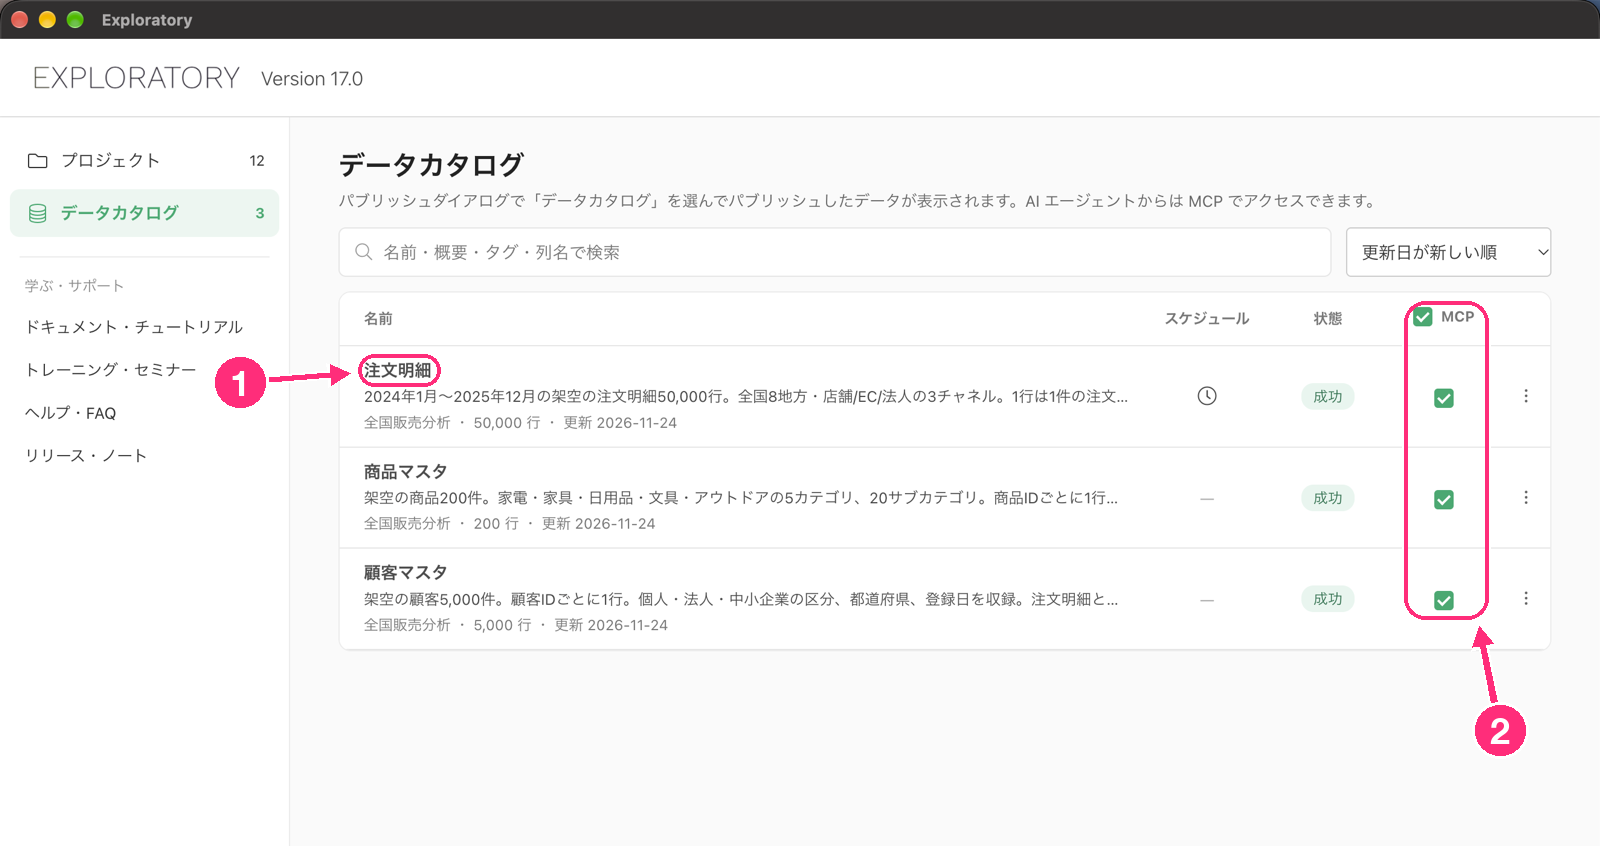 Exploratory
EXPLORATORY Version 17.0
プロジェクト 12
データカタログ 3
学ぶ・サポート
ドキュメント・チュートリアル
トレーニング・セミナー
ヘルプ・FAQ
リリース・ノート
データカタログ
パブリッシュダイアログで「データカタログ」を選んでパブリッシュしたデータが表示されます。AI エージェントからは MCP でアクセスできます。
名前・概要・タグ・列名で検索
更新日が新しい順
名前 スケジュール 状態 MCP
1
注文明細
2024年1月〜2025年12月の架空の注文明細50,000行。全国8地方・店舗/EC/法人の3チャネル。1行は1件の注文... 成功
全国販売分析 ・ 50,000 行 ・ 更新 2026-11-24
商品マスタ
架空の商品200件。家電・家具・日用品・文具・アウトドアの5カテゴリ、20サブカテゴリ。商品IDごとに1行... — 成功
全国販売分析 ・ 200 行 ・ 更新 2026-11-24
顧客マスタ
架空の顧客5,000件。顧客IDごとに1行。個人・法人・中小企業の区分、都道府県、登録日を収録。注文明細と... — 成功
全国販売分析 ・ 5,000 行 ・ 更新 2026-11-24
2